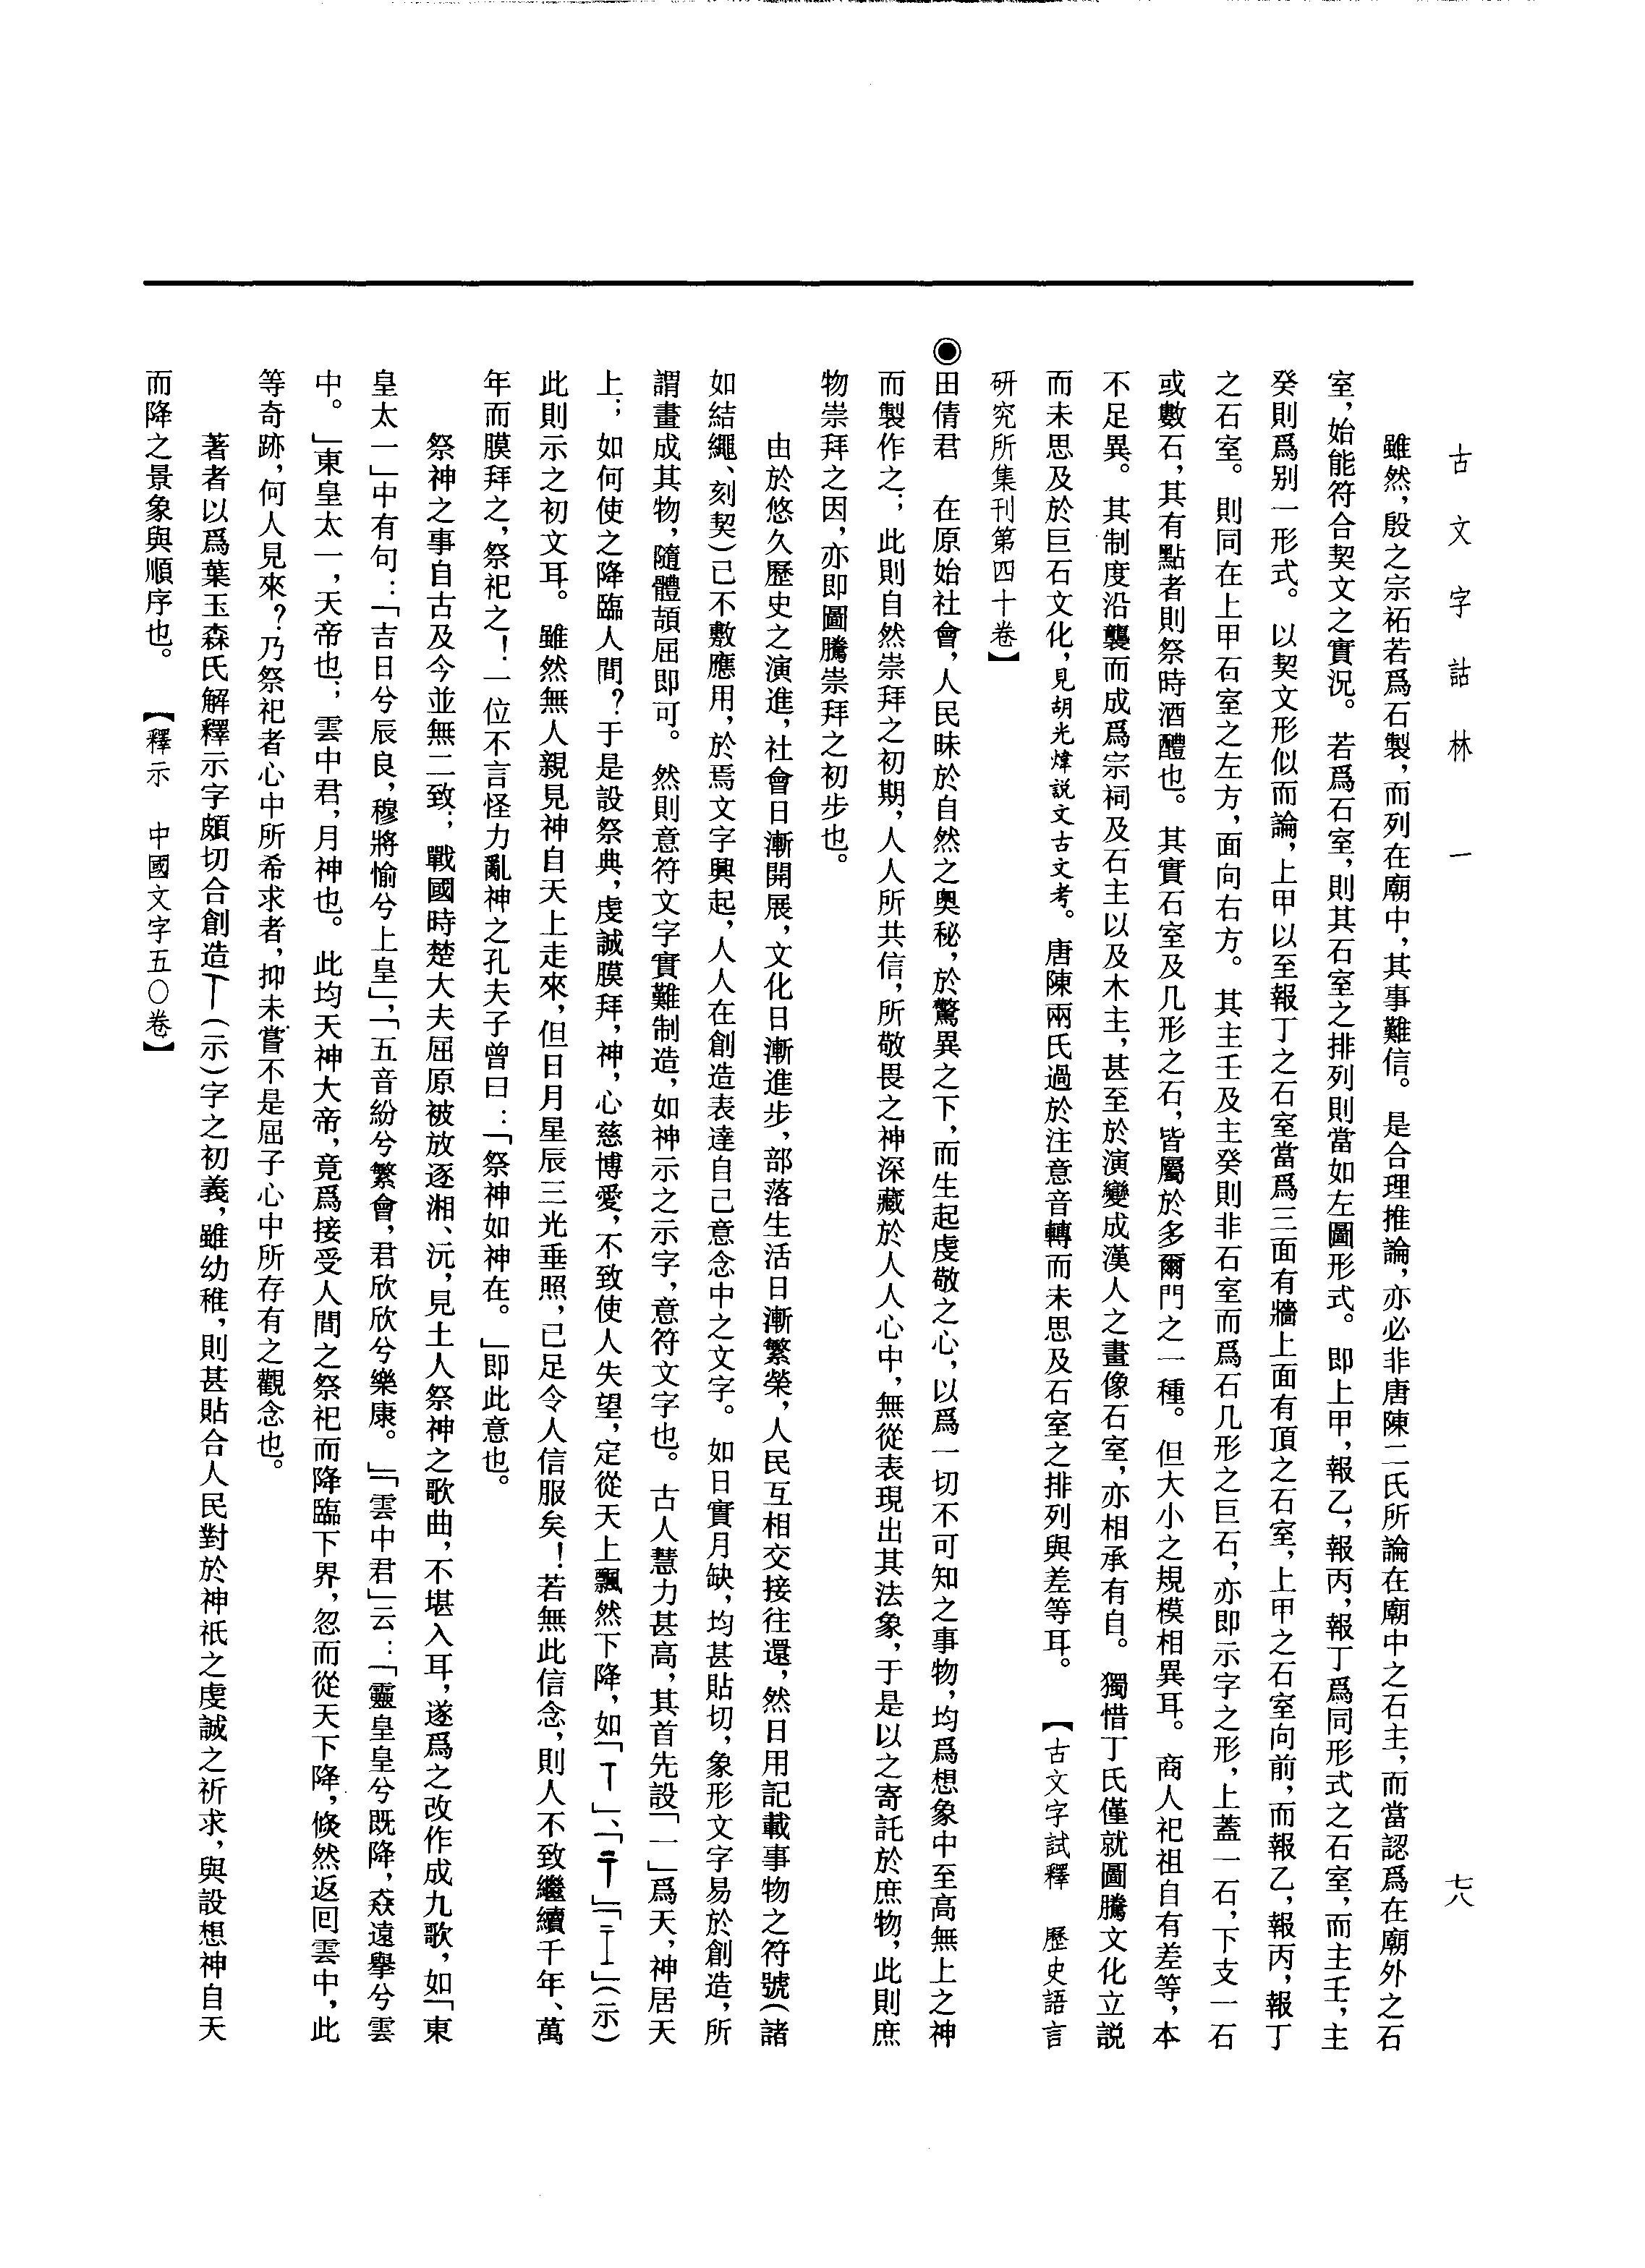 古文字詁林　一
七八
雖然，殷之宗祏若爲石製，而列在廟中，其事難信。是合理推論，亦必非唐陳二氏所論在廟中之石主，而當認爲在廟外之石
室，始能符合契文之實況。若爲石室，則其石室之排列則當如左圖形式。即上甲，報乙，報丙，報丁爲同形式之石室，而主壬，主
癸則爲别一形式。以契文形似而論，上甲以至報丁之石室當爲三面有牆上面有頂之石室，上甲之石室向前，而報乙，報丙，報丁
之石室。則同在上甲石室之左方，面向右方。其主壬及主癸則非石室而爲石几形之巨石，亦即示字之形，上蓋一石，下支一石
或數石，其有點者則祭時酒醴也。其實石室及几形之石，皆屬於多爾門之一種。但大小之規模相異耳。商人祀祖自有差等，本
不足異。其制度沿襲而成爲宗祠及石主以及木主，甚至於演變成漢人之畫像石室，亦相承有自。獨惜丁氏僅就圖騰文化立説
而未思及於巨石文化，見胡光煒説文古文考。唐陳兩氏過於注意音轉而未思及石室之排列與差等耳。【古文字試釋　歷史語言
研究所集刊第四十卷】
◉田倩君　在原始社會，人民昧於自然之奥秘，於驚異之下，而生起虔敬之心，以爲一切不可知之事物，均爲想象中至高無上之神
而製作之；此則自然崇拜之初期，人人所共信，所敬畏之神深藏於人人心中，無從表現出其法象，于是以之寄託於庶物，此則庶
物崇拜之因，亦即圖騰崇拜之初步也。
由於悠久歷史之演進，社會日漸開展，文化日漸進步，部落生活日漸繁榮，人民互相交接往還，然日用記載事物之符號（諸
如結繩、刻契）已不敷應用，於焉文字興起，人人在創造表達自己意念中之文字。如日實月缺，均甚貼切，象形文字易於創造，所
謂畫成其物，隨體頡屈即可。然則意符文字實難制造，如神示之示字，意符文字也。古人慧力甚高，其首先設「一」爲天，神居天
上；如何使之降臨人間？于是設祭典，虔誠膜拜，神，心慈博愛，不致使人失望，定從天上飄然下降，如「」、「」「」（示）
此則示之初文耳。雖然無人親見神自天上走來，但日月星辰三光垂照，已足令人信服矣！若無此信念，則人不致繼續千年、萬
年而膜拜之，祭祀之！一位不言怪力亂神之孔夫子曾曰：「祭神如神在。」即此意也。
祭神之事自古及今並無二致；戰國時楚大夫屈原被放逐湘、沅，見土人祭神之歌曲，不堪入耳，遂爲之改作成九歌，如「東
皇太一」中有句：「吉日兮辰良，穆將愉兮上皇」，「五音紛兮繁會，君欣欣兮樂康。」「雲中君」云：「靈皇皇兮既降，猋遠舉兮雲
中。」東皇太一，天帝也；雲中君，月神也。此均天神大帝，竟爲接受人間之祭祀而降臨下界，忽而從天下降，倏然返回雲中，此
等奇跡，何人見來？乃祭祀者心中所希求者，抑未嘗不是屈子心中所存有之觀念也。
著者以爲葉玉森氏解釋示字頗切合創造（示）字之初義，雖幼稚，則甚貼合人民對於神祇之虔誠之祈求，與設想神自天
而降之景象與順序也。【釋示　中國文字五〇卷】